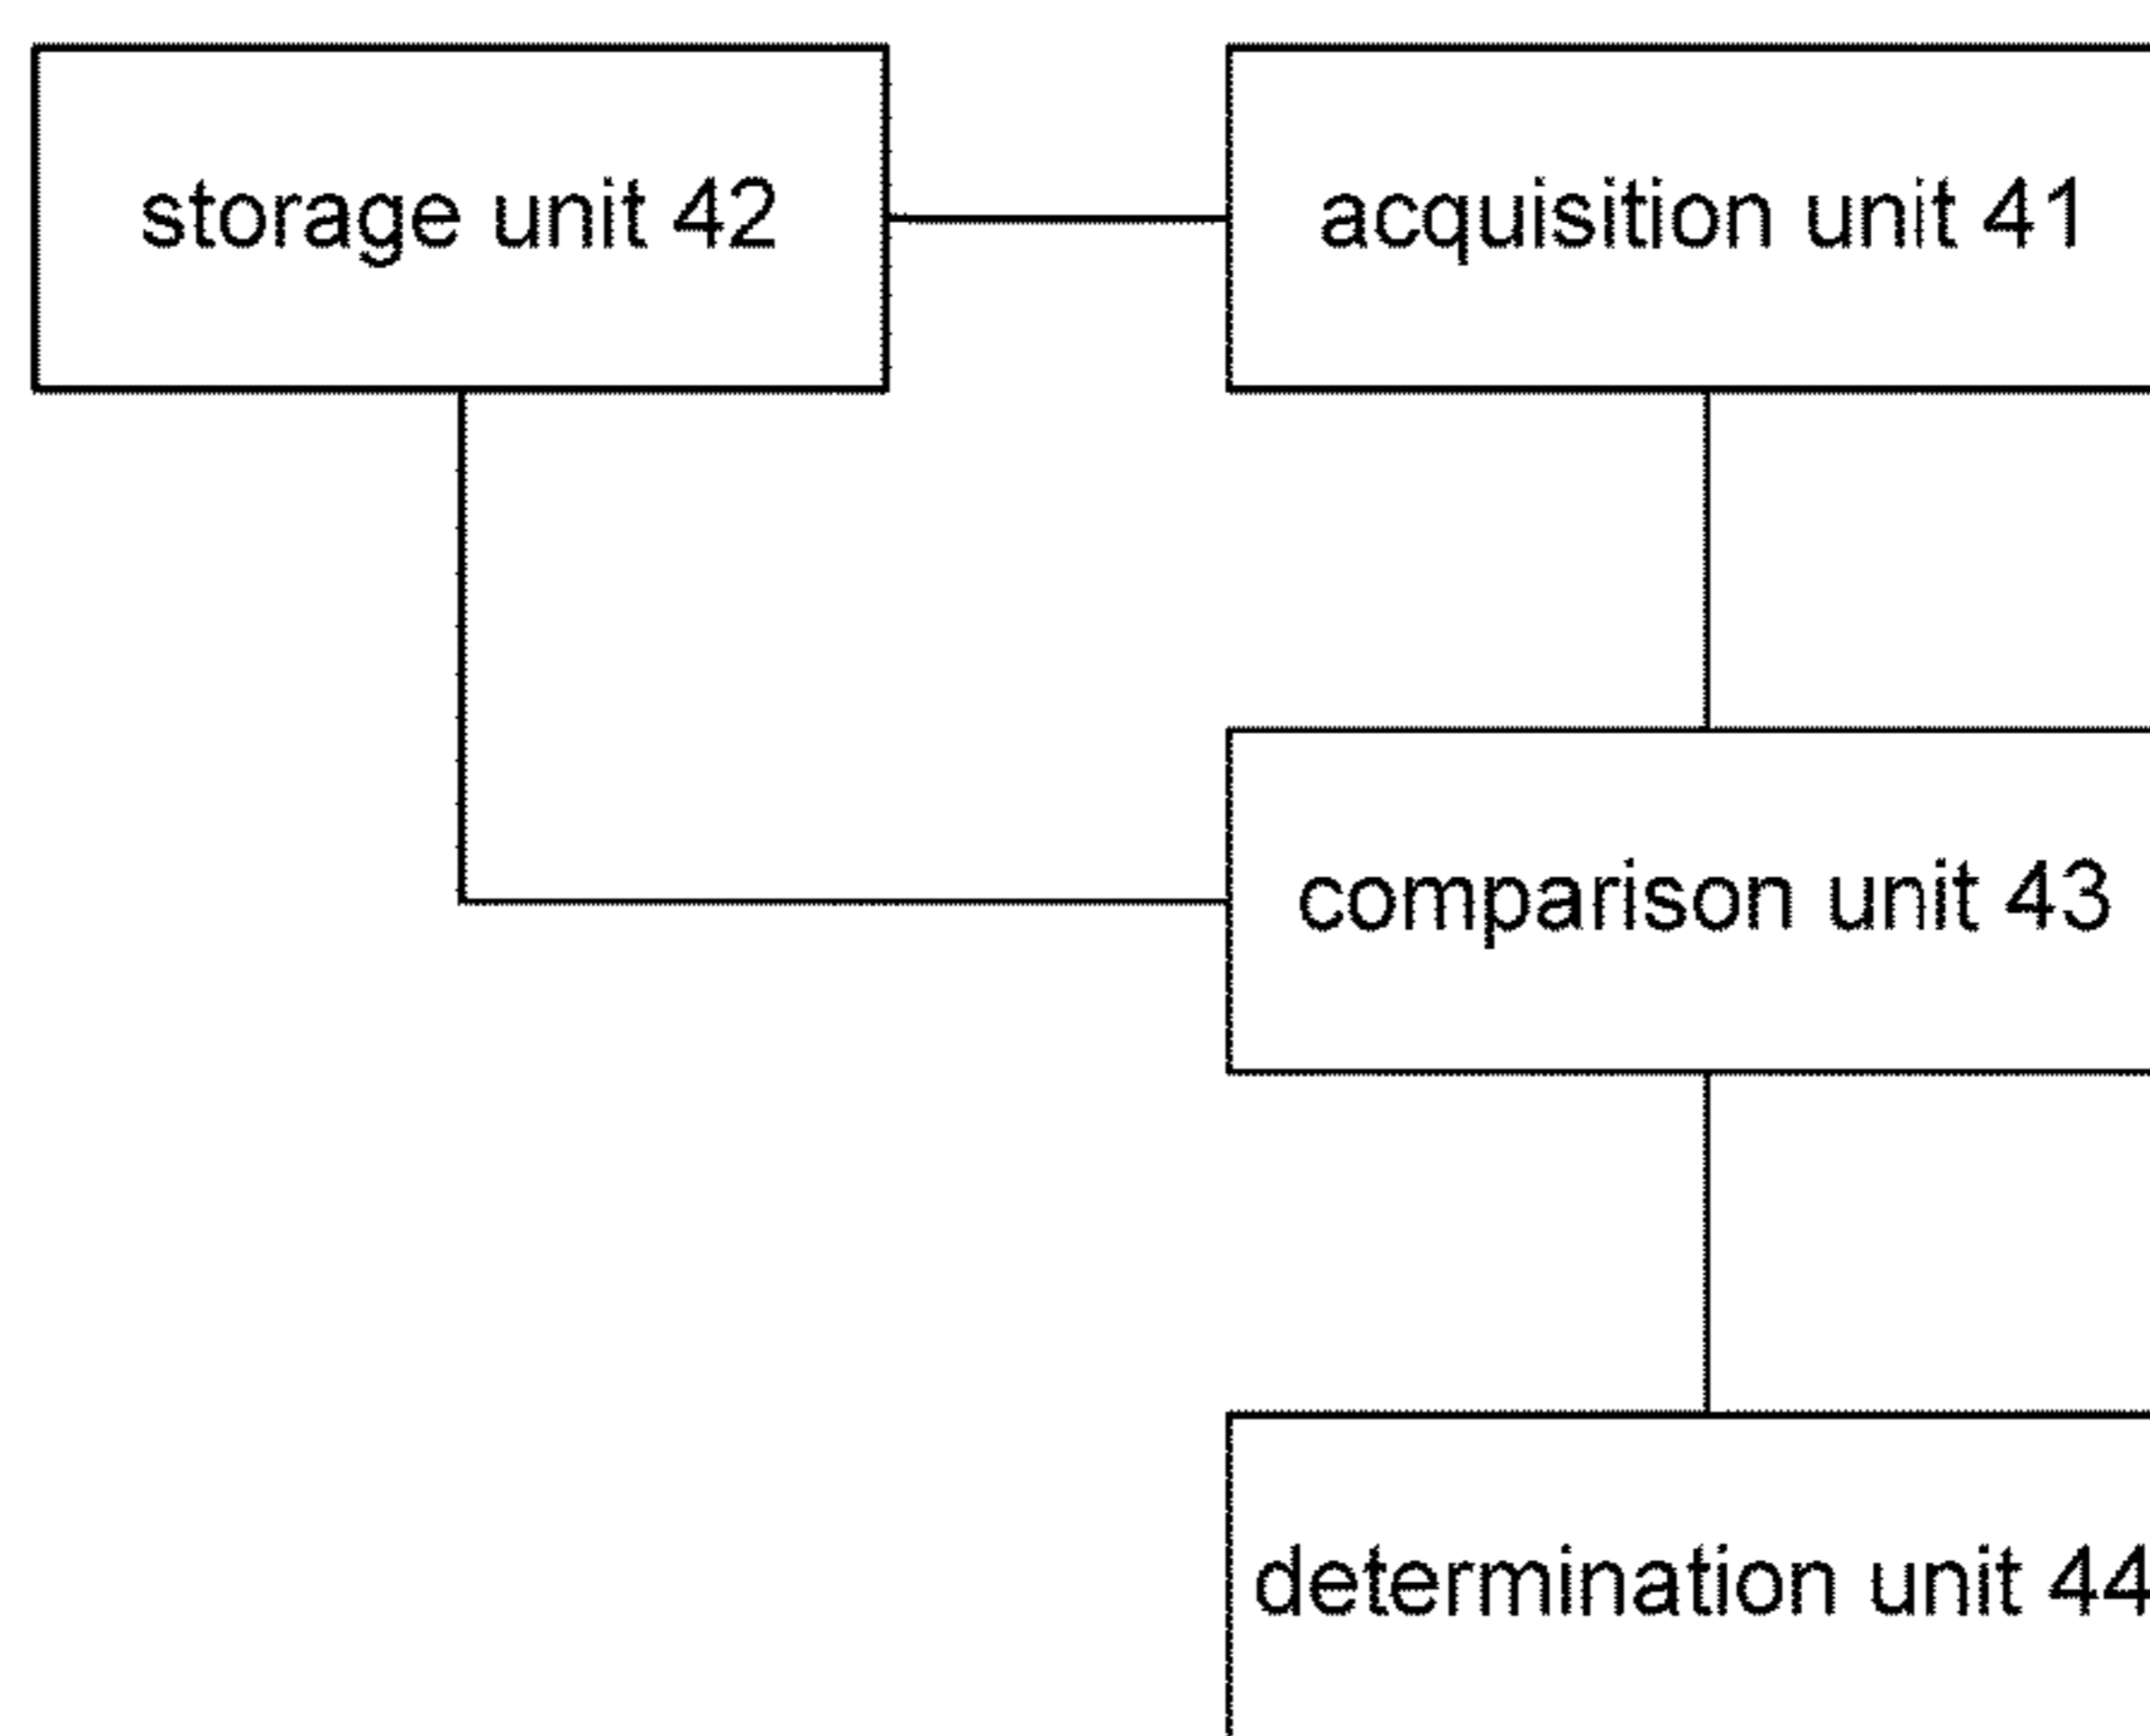 storage unit 42
acquisition unit 41
comparison unit 43
determination unit 44